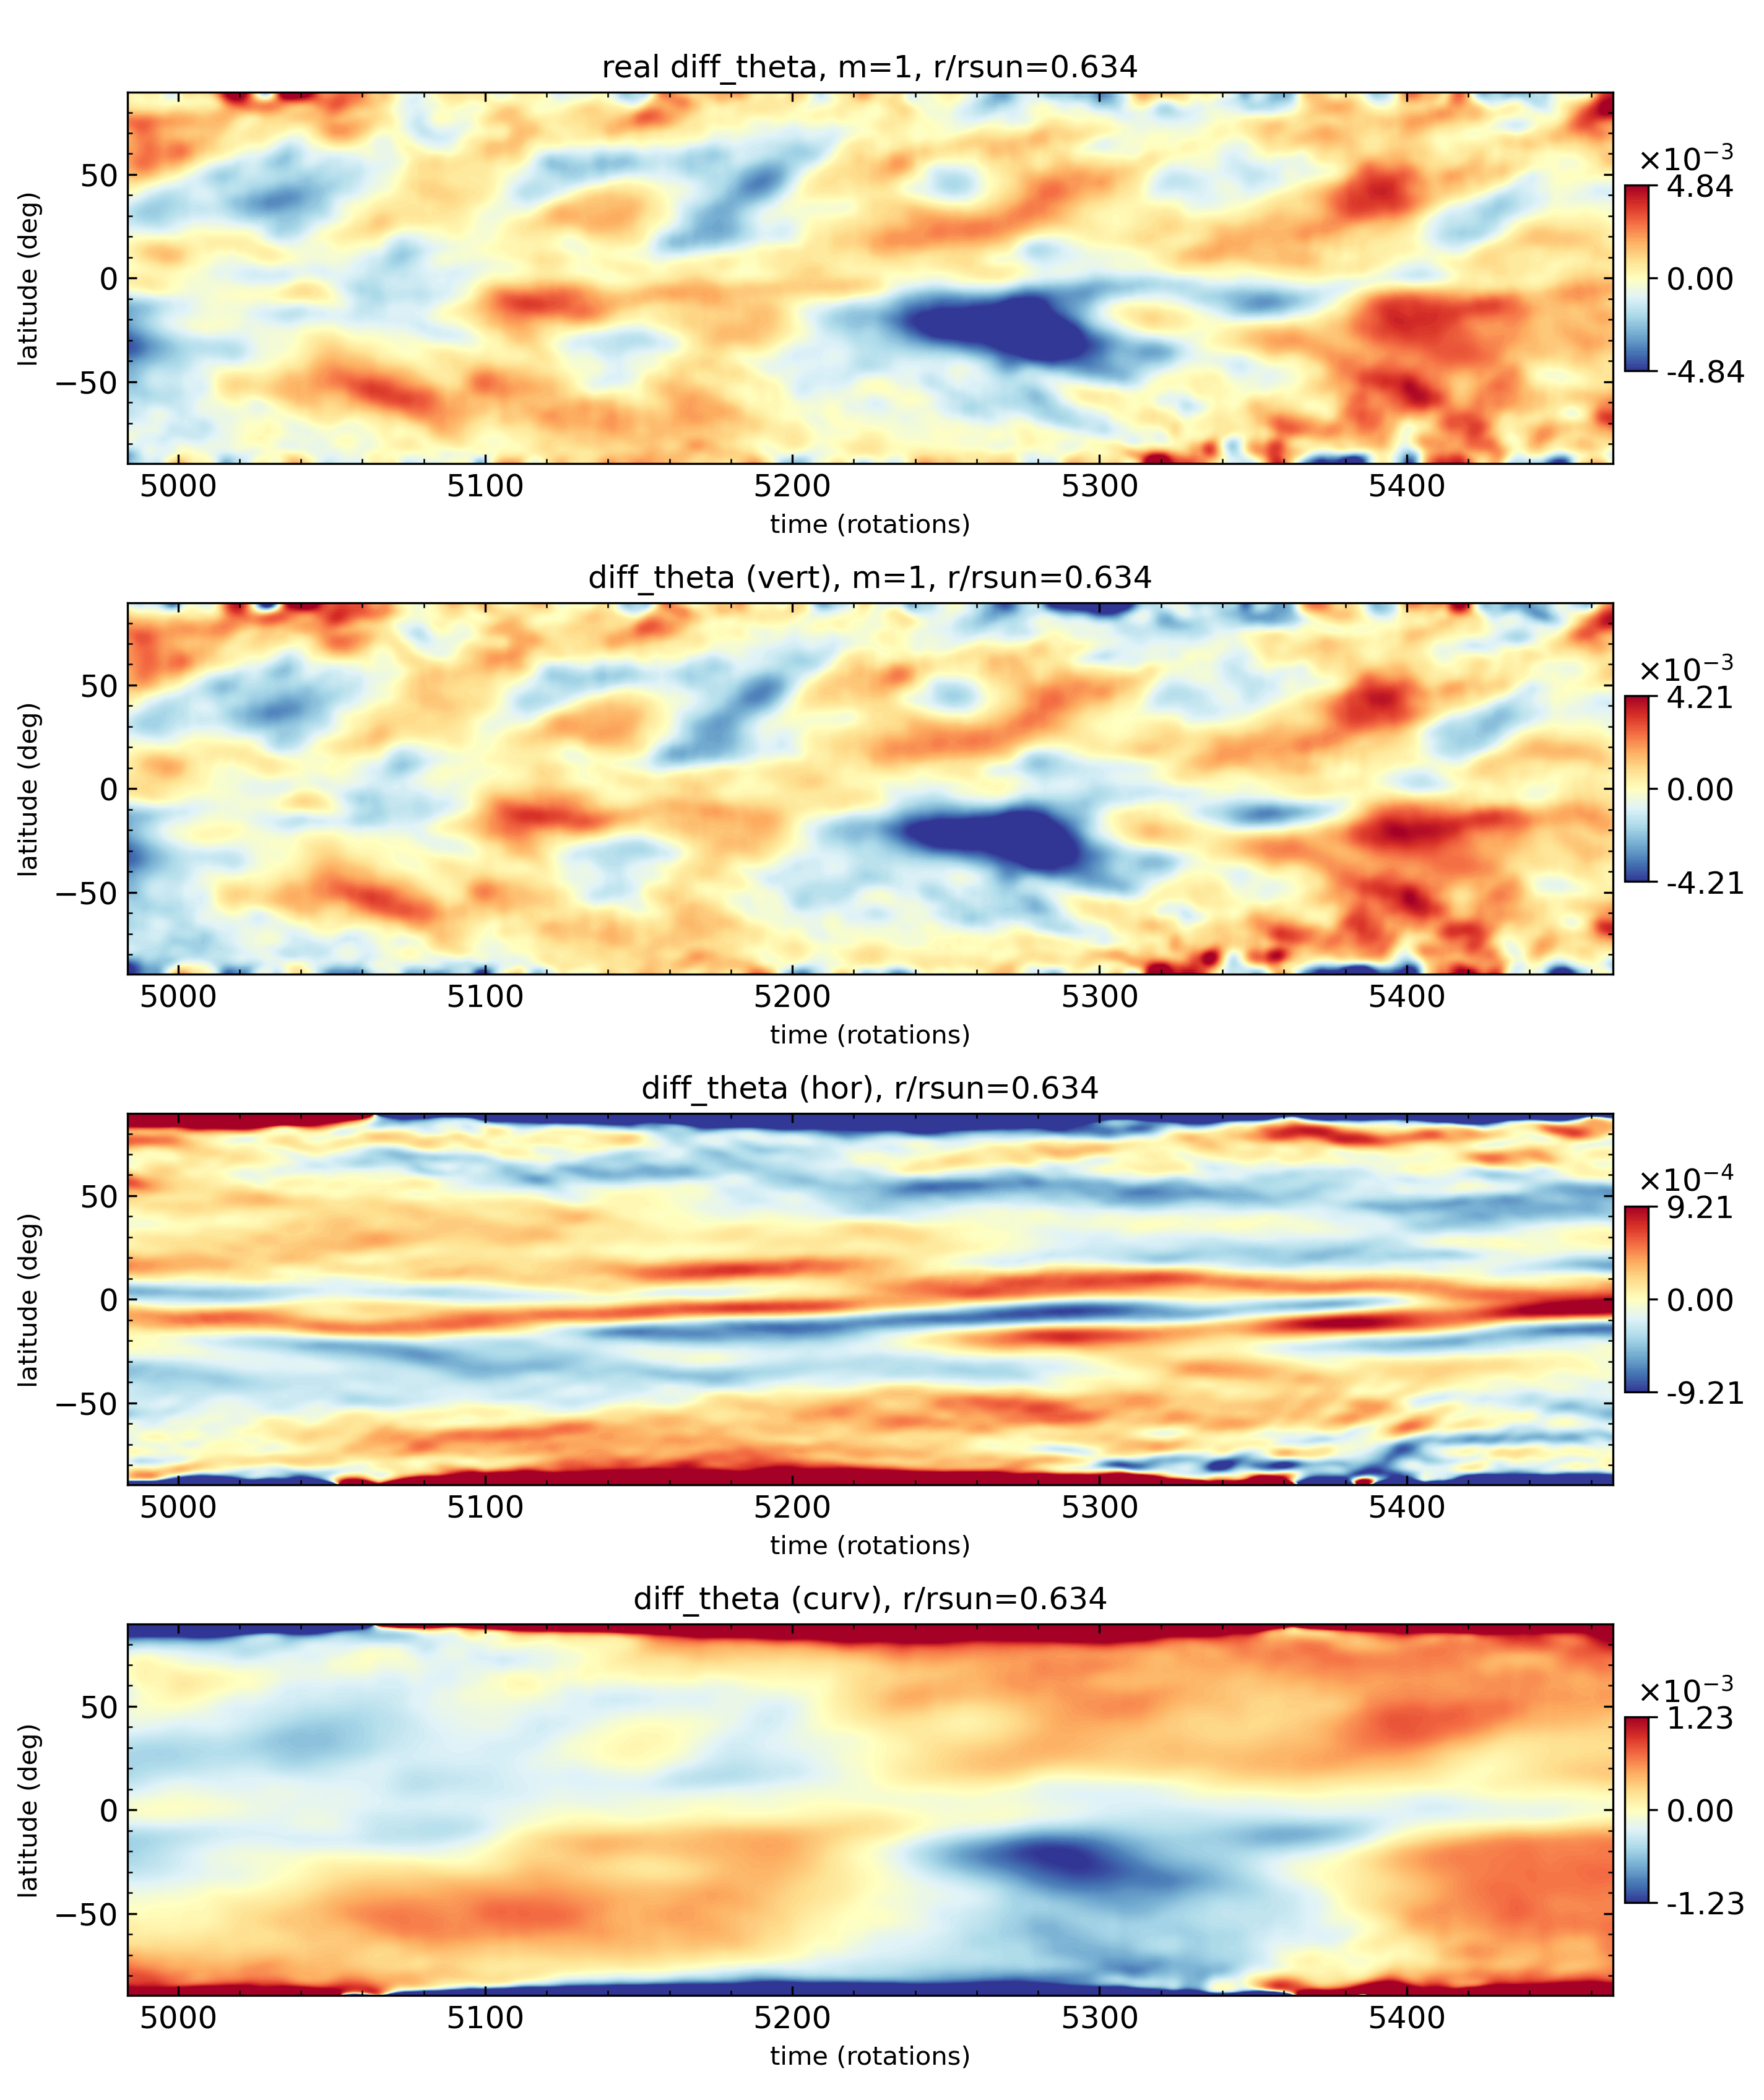 real diff_theta, m=1, r/rsun=0.634
latitude (deg)
50
0
−50
5000 5100 5200 5300 5400
time (rotations)
×10−3
4.84
0.00
-4.84
diff_theta (vert), m=1, r/rsun=0.634
latitude (deg)
50
0
−50
5000 5100 5200 5300 5400
time (rotations)
×10−3
4.21
0.00
-4.21
diff_theta (hor), r/rsun=0.634
latitude (deg)
50
0
−50
5000 5100 5200 5300 5400
time (rotations)
×10−4
9.21
0.00
-9.21
diff_theta (curv), r/rsun=0.634
latitude (deg)
50
0
−50
5000 5100 5200 5300 5400
time (rotations)
×10−3
1.23
0.00
-1.23